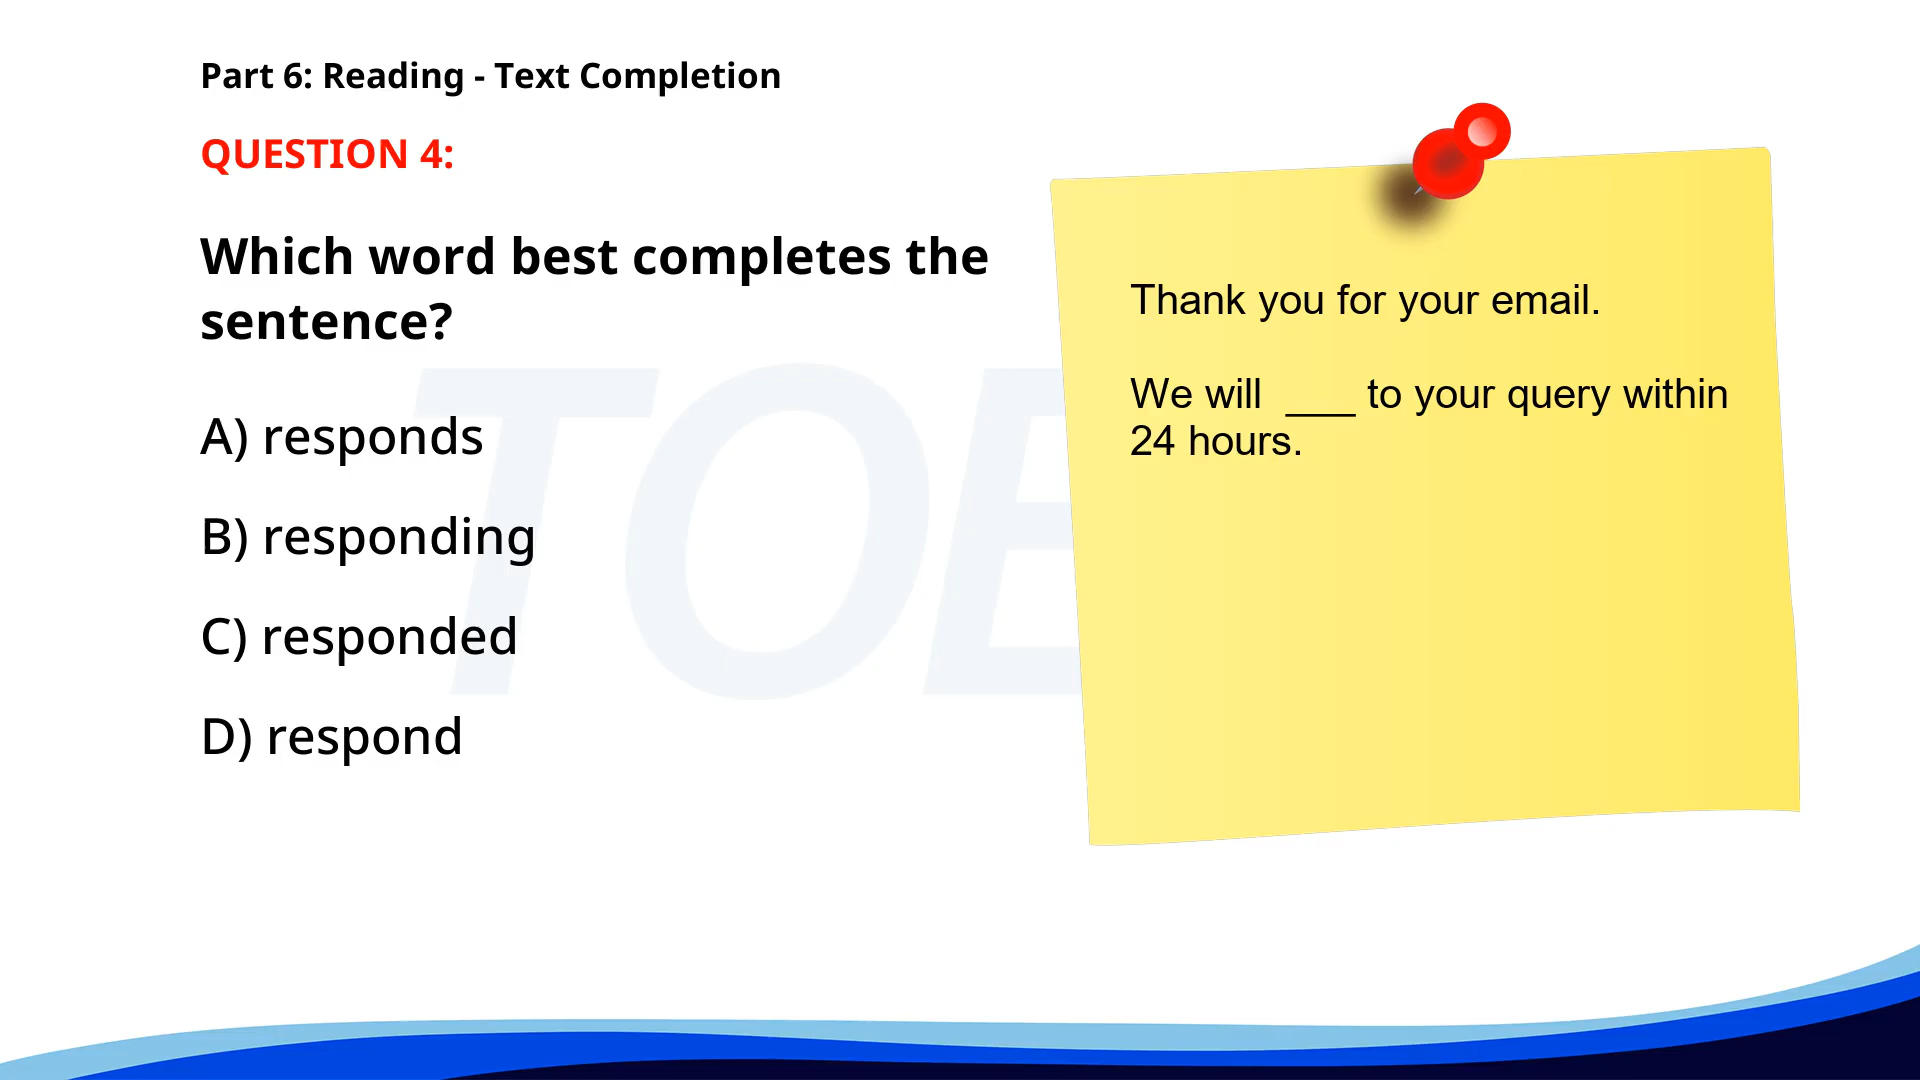 Part 6: Reading - Text Completion
QUESTION 4:
Which word best completes the
sentence?
A) responds
B) responding
C) responded
D) respond
Thank you for your email.
We will ___ to your query within
24 hours.
TOE